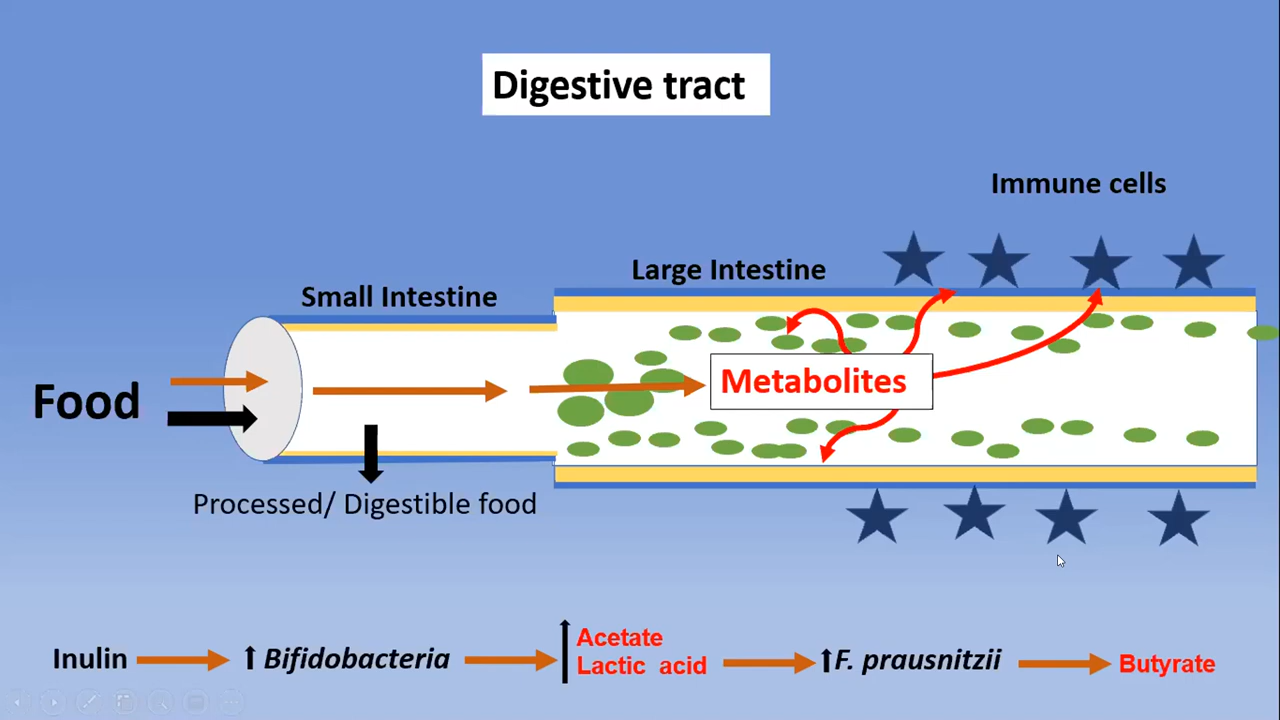 Digestive tract
Immune cells
Large Intestine
Small Intestine
Food
Metabolites
Processed/ Digestible food
Inulin
Bifidobacteria
Acetate
Lactic acid
F. prausnitzii
Butyrate